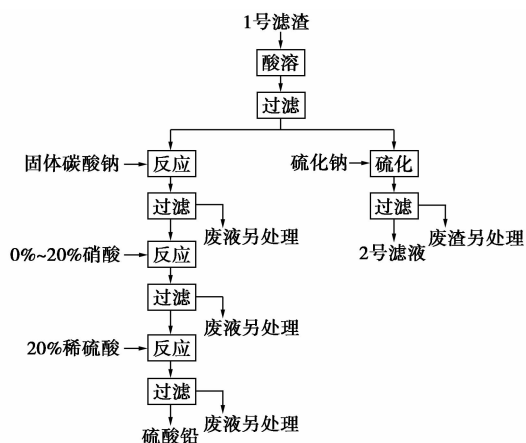 1号滤渣
酸溶
过滤
固体碳酸钠
反应
硫化钠
硫化
过滤
废液另处理
过滤
废渣另处理
2号滤液
0%~20%硝酸
反应
过滤
废液另处理
20%稀硫酸
反应
过滤
废液另处理
硫酸铅